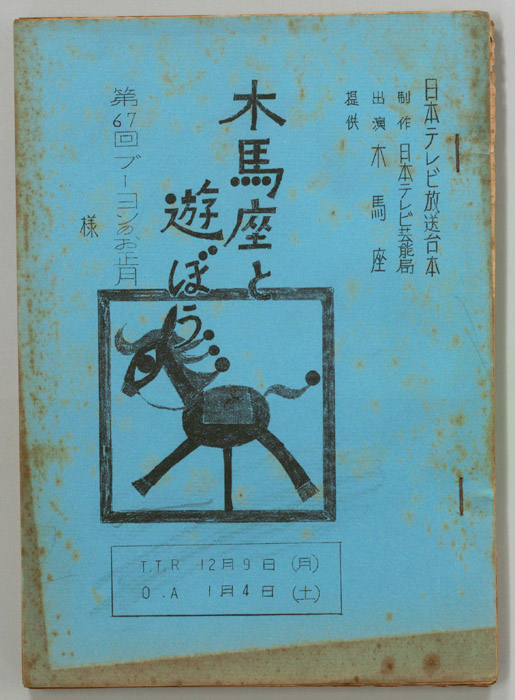 日本テレビ放送台本
制作 日本テレビ芸能局
出演 木馬座
提供
木馬座と
遊ぼう
第67回 ブーヨンのお正月
様
T.T.R 12月9日 (月)
O.A 1月4日 (土)